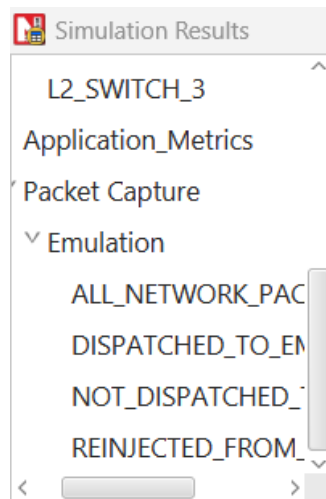 Simulation Results
L2_SWITCH_3
Application_Metrics
Packet Capture
Emulation
ALL_NETWORK_PAC
DISPATCHED_TO_EM
NOT_DISPATCHED_
REINJECTED_FROM_